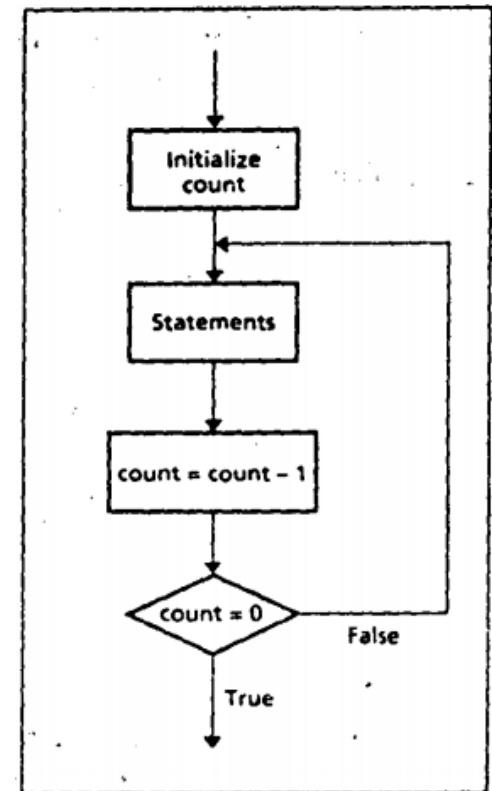 Initialize
count
Statements
count = count – 1
count = 0
False
True